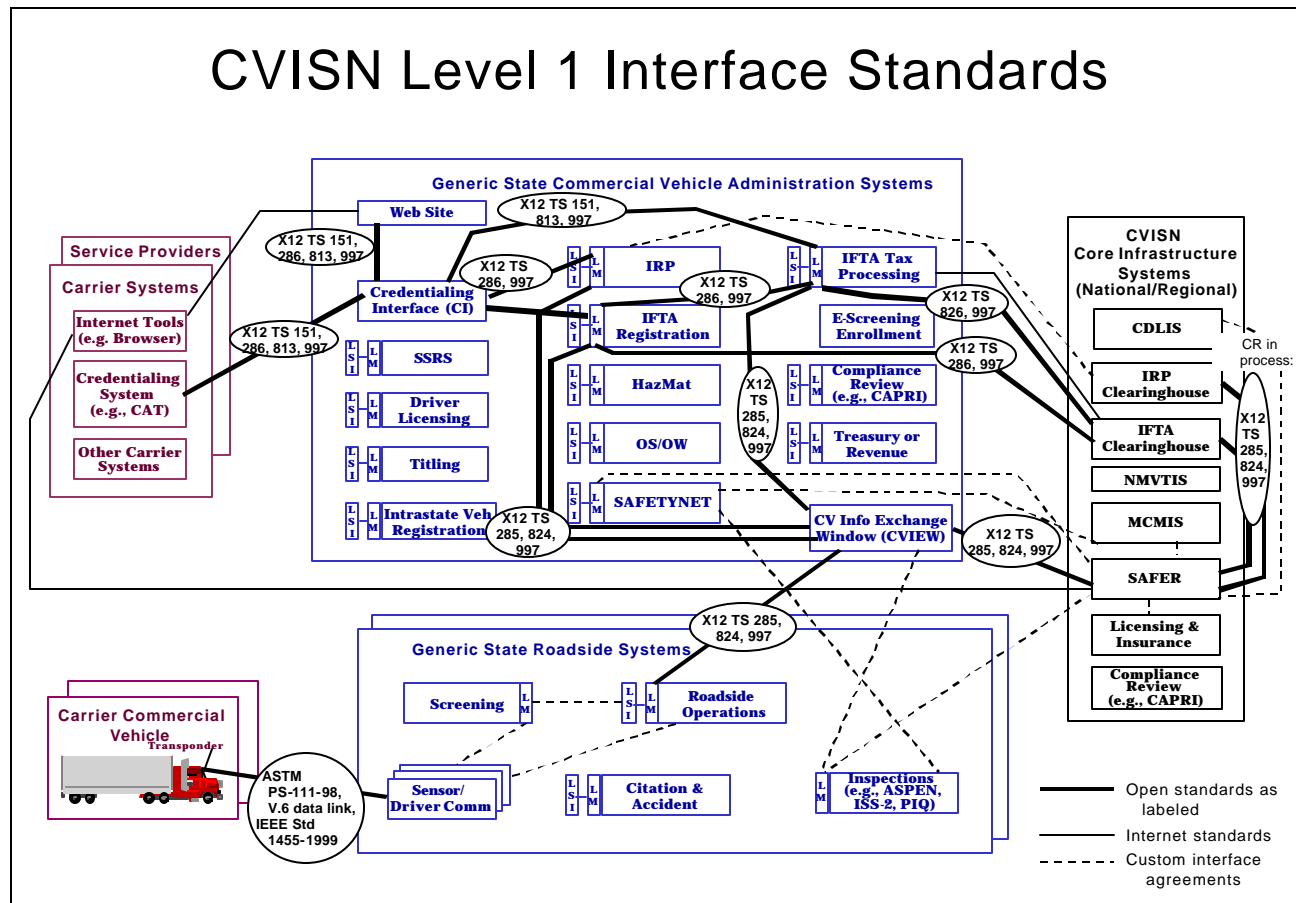 CVISN Level 1 Interface Standards
Generic State Commercial Vehicle Administration Systems
Web Site
X12 TS 151,
813, 997
X12 TS 151,
286, 813, 997
Service Providers
Carrier Systems
Internet Tools
(e.g. Browser)
Credentialing
System
(e.g., CAT)
Other Carrier
Systems
X12 TS 151,
286, 813, 997
Credentialing
Interface (CI)
X12 TS
286, 997
L
S
I
L
M
SSRS
L
S
I
L
M
Driver
Licensing
L
S
I
L
M
Titling
L
S
I
L
M
Intrastate Veh
Registration
X12 TS
285, 824,
997
L
S
I
L
M
IRP
L
S
I
L
M
IFTA
Registration
X12 TS
286, 997
L
S
I
L
M
HazMat
L
S
I
L
M
OS/OW
L
S
I
L
M
SAFETYNET
X12
TS
285,
824,
997
L
S
I
L
M
IFTA Tax
Processing
E-Screening
Enrollment
L
S
I
L
M
Compliance
Review
(e.g., CAPRI)
L
S
I
L
M
Treasury or
Revenue
CV Info Exchange
Window (CVIEW)
X12 TS
826, 997
X12 TS
286, 997
X12 TS
285, 824, 997
CVISN
Core Infrastructure
Systems
(National/Regional)
CDLIS
CR in
process:
IRP
Clearinghouse
IFTA
Clearinghouse
X12
TS
285,
824,
997
NMVTIS
MCMIS
SAFER
Licensing &
Insurance
Compliance
Review
(e.g., CAPRI)
X12 TS 285,
824, 997
Generic State Roadside Systems
Screening
L
M
L
S
I
L
M
Roadside
Operations
Sensor/
Driver Comm
L
S
I
L
M
Citation &
Accident
L
M
Inspections
(e.g., ASPEN,
ISS-2, PIQ)
Carrier Commercial
Vehicle
Transponder
ASTM
PS-111-98,
V.6 data link,
IEEE Std
1455-1999
Open standards as
labeled
Internet standards
Custom interface
agreements